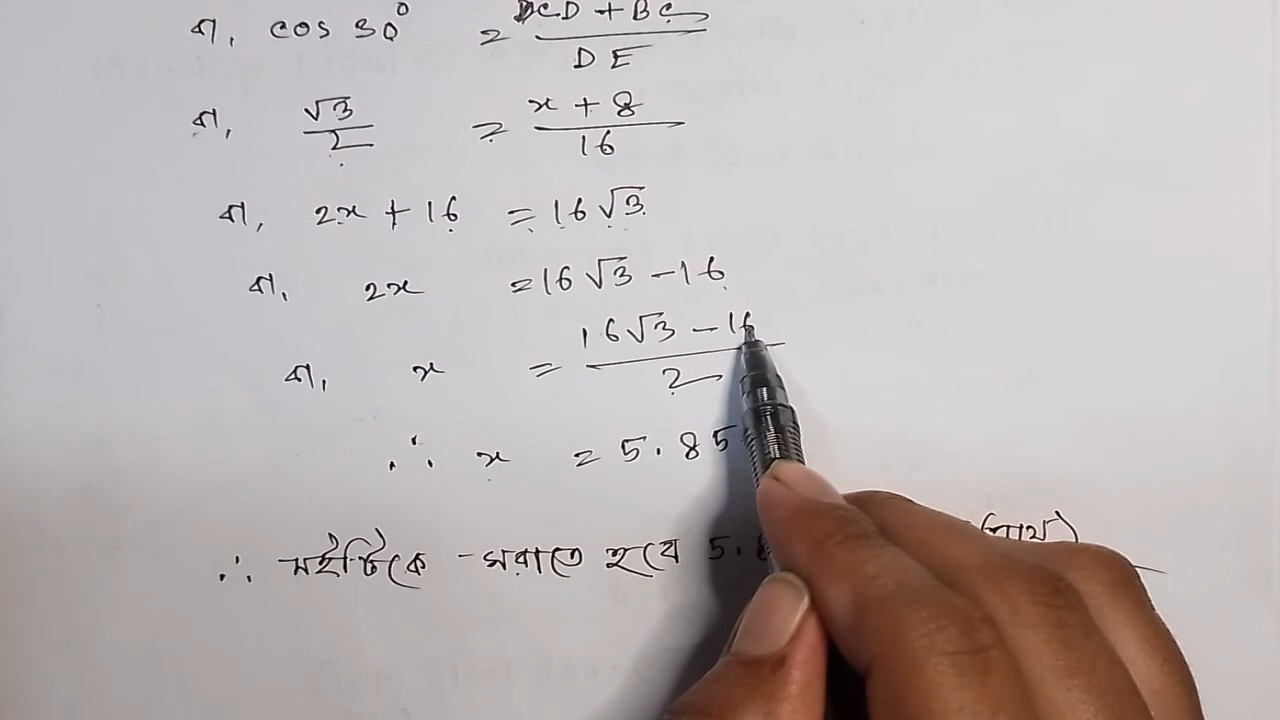 বা, cos 30° = CD + BC / DE
বা, √3/2 = x + 8 / 16
বা, 2x + 16 = 16√3
বা, 2x = 16√3 - 16
বা, x = 16√3 - 16 / 2
∴ x = 5.85
∴ মইটিকে সরাতে হবে 5.